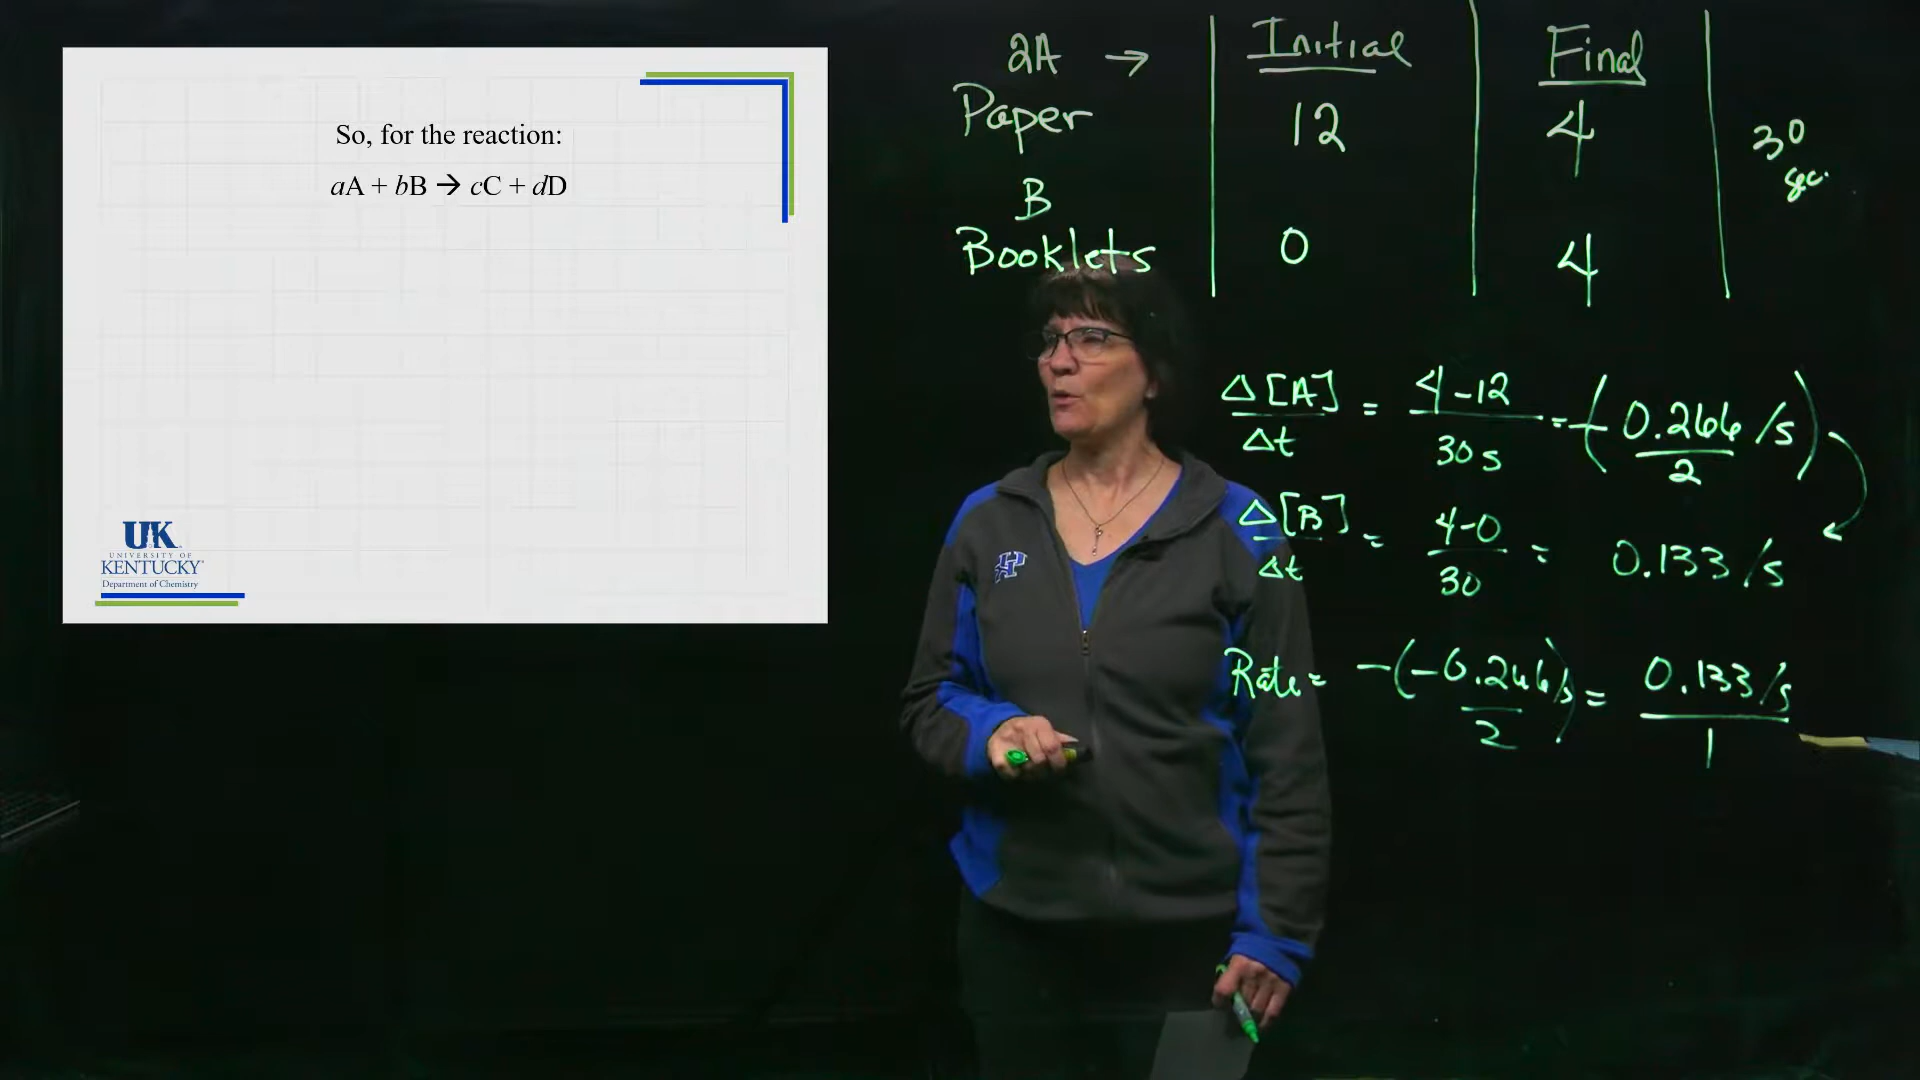 So, for the reaction:
aA + bB → cC + dD
UK
UNIVERSITY OF
KENTUCKY
Department of Chemistry
2A → Initial Final
Paper 12 4 30 sec.
B
Booklets 0 4
Δ[A]/Δt = 4-12/30s = -(0.266/2 /s)
Δ[B]/Δt = 4-0/30 = 0.133/s
Rate = -(-0.266/s/2) = 0.133/s/1